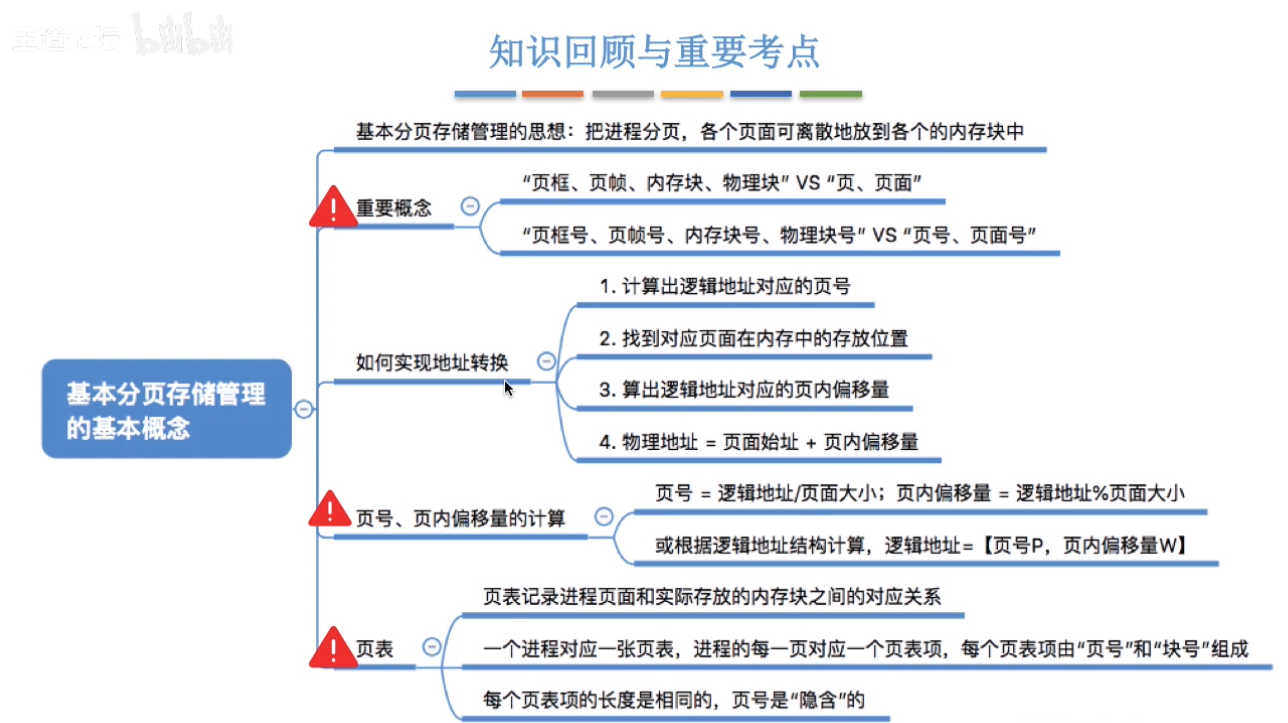 王道论坛 bilibili
知识回顾与重要考点
基本分页存储管理的思想：把进程分页，各个页面可离散地放到各个的内存块中
重要概念
“页框、页帧、内存块、物理块” VS “页、页面”
“页框号、页帧号、内存块号、物理块号” VS “页号、页面号”
基本分页存储管理
的基本概念
如何实现地址转换
1. 计算出逻辑地址对应的页号
2. 找到对应页面在内存中的存放位置
3. 算出逻辑地址对应的页内偏移量
4. 物理地址 = 页面始址 + 页内偏移量
页号、页内偏移量的计算
页号 = 逻辑地址/页面大小；页内偏移量 = 逻辑地址%页面大小
或根据逻辑地址结构计算，逻辑地址=【页号P，页内偏移量W】
页表
页表记录进程页面和实际存放的内存块之间的对应关系
一个进程对应一张页表，进程的每一页对应一个页表项，每个页表项由“页号”和“块号”组成
每个页表项的长度是相同的，页号是“隐含”的